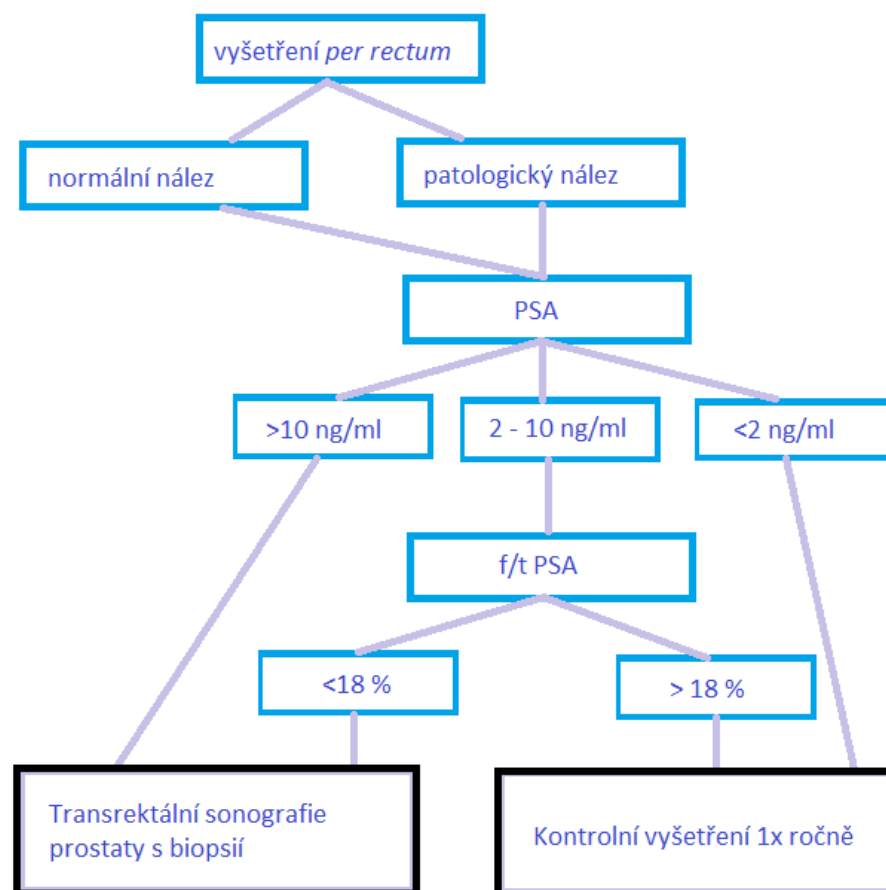 vyšetření per rectum
normální nález
patologický nález
PSA
>10 ng/ml
2 - 10 ng/ml
<2 ng/ml
f/t PSA
<18 %
> 18 %
Transrektální sonografie
prostaty s biopsií
Kontrolní vyšetření 1x ročně